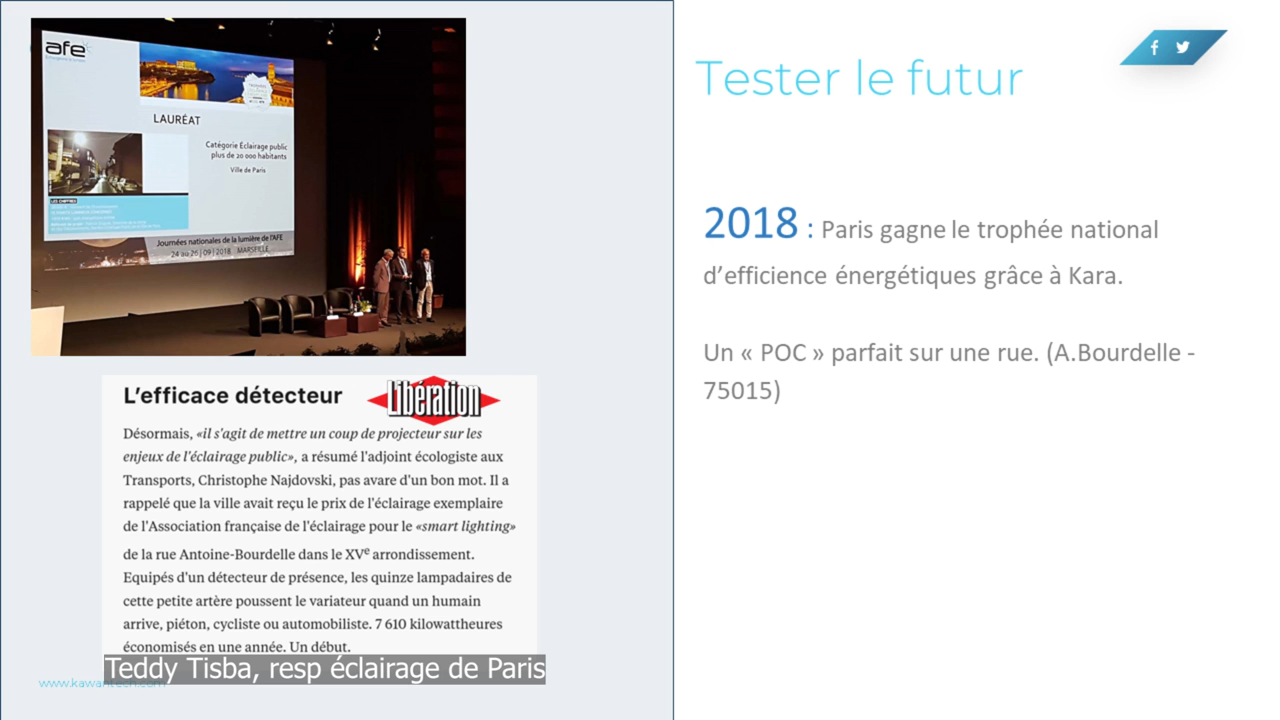 afe
LAURÉAT
Catégorie Éclairage public
plus de 20 000 habitants
Ville de Paris
LES CHIFFRES
Journées nationales de la lumière de l'AFE
24 au 26 | 09 | 2018 MARSEILLE
L'efficace détecteur
Libération
Désormais, «il s'agit de mettre un coup de projecteur sur les
enjeux de l'éclairage public», a résumé l'adjoint écologiste aux
Transports, Christophe Najdovski, pas avare d'un bon mot. Il a
rappelé que la ville avait reçu le prix de l'éclairage exemplaire
de l'Association française de l'éclairage pour le «smart lighting»
de la rue Antoine-Bourdelle dans le XVe arrondissement.
Equipés d'un détecteur de présence, les quinze lampadaires de
cette petite artère poussent le variateur quand un humain
arrive, piéton, cycliste ou automobiliste. 7 610 kilowattheures
économisés en une année. Un début.
Teddy Tisba, resp éclairage de Paris
www.kawantech.com
Tester le futur
2018 : Paris gagne le trophée national
d’efficience énergétiques grâce à Kara.
Un « POC » parfait sur une rue. (A.Bourdelle -
75015)